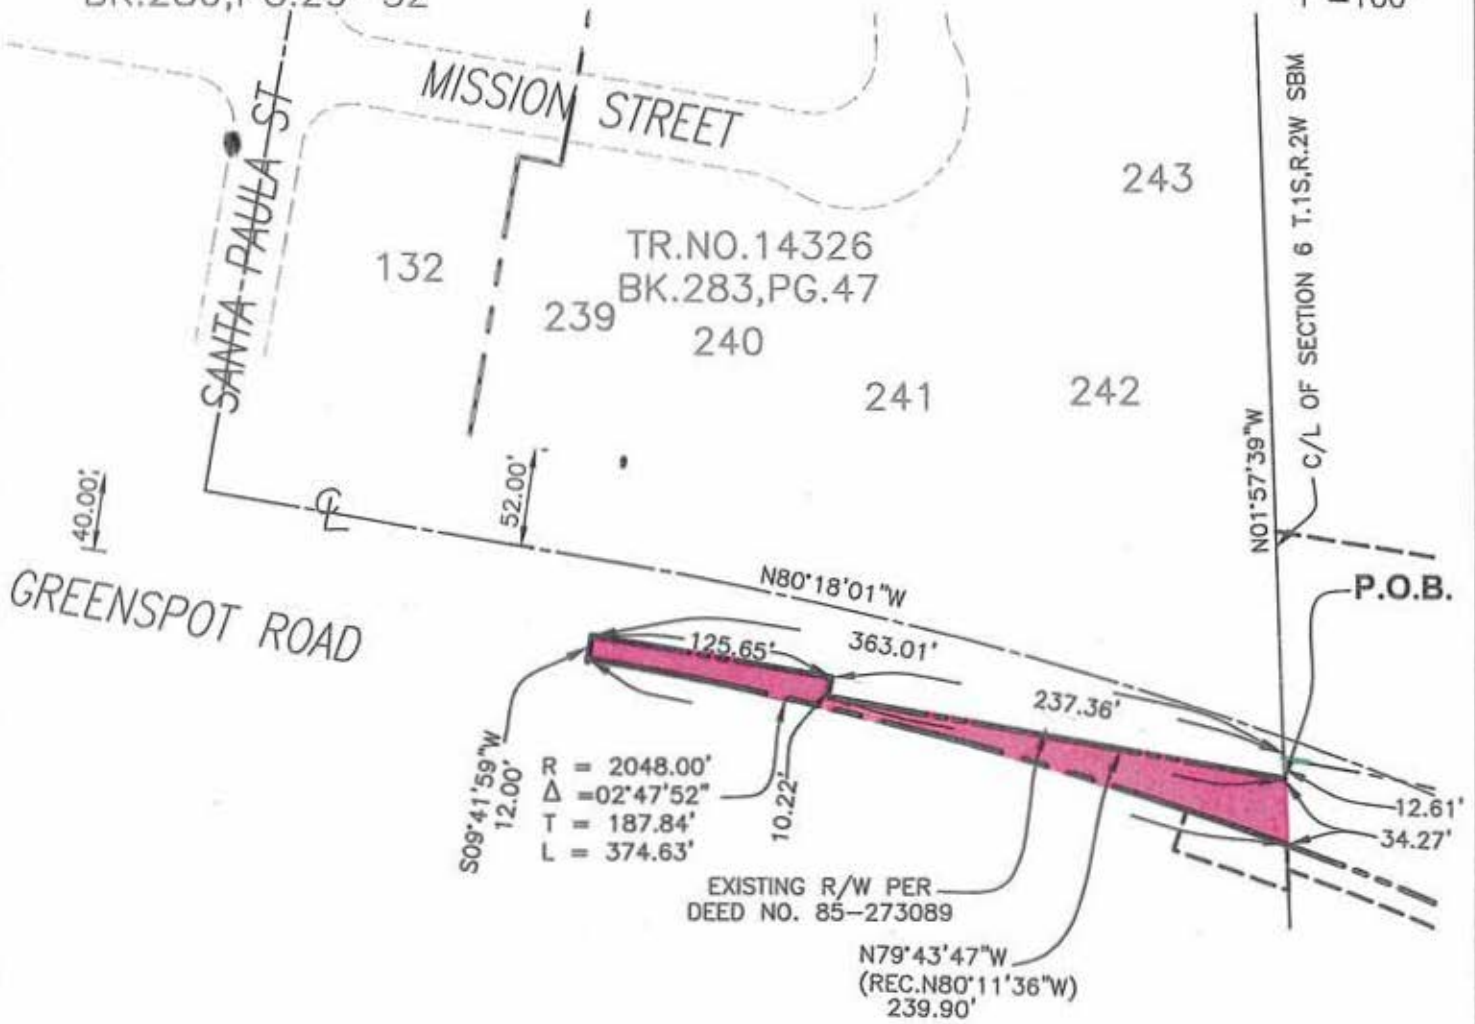 MISSION STREET
SANTA PAULA ST
243
C/L OF SECTION 6 T.1S,R.2W SBM
132
TR.NO.14326
BK.283,PG.47
239
240
241
242
N01°57'39"W
40.00'
CL
52.00'
GREENSPOT ROAD
N80°18'01"W
P.O.B.
125.65'
363.01'
237.36'
S09°41'59"W
12.00'
R = 2048.00'
Δ =02°47'52"
T = 187.84'
L = 374.63'
10.22'
12.61'
34.27'
EXISTING R/W PER
DEED NO. 85-273089
N79°43'47"W
(REC.N80°11'36"W)
239.90'